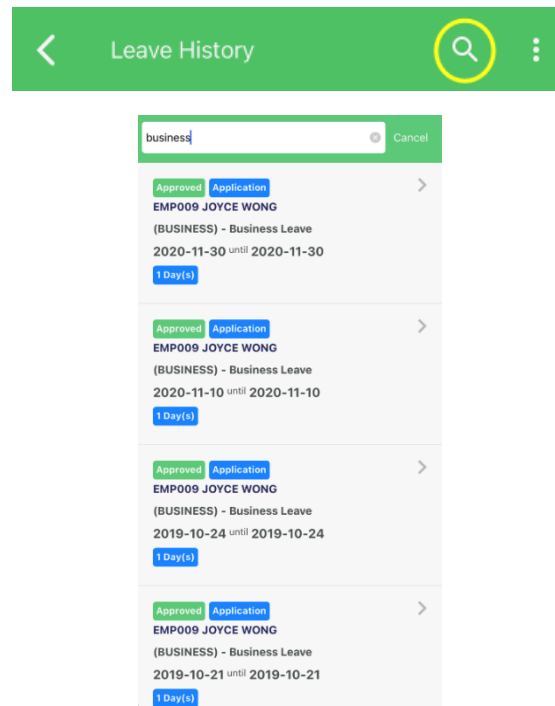 Leave History
business Cancel
Approved Application
EMP009 JOYCE WONG
(BUSINESS) - Business Leave
2020-11-30 until 2020-11-30
1 Day(s)
Approved Application
EMP009 JOYCE WONG
(BUSINESS) - Business Leave
2020-11-10 until 2020-11-10
1 Day(s)
Approved Application
EMP009 JOYCE WONG
(BUSINESS) - Business Leave
2019-10-24 until 2019-10-24
1 Day(s)
Approved Application
EMP009 JOYCE WONG
(BUSINESS) - Business Leave
2019-10-21 until 2019-10-21
1 Day(s)